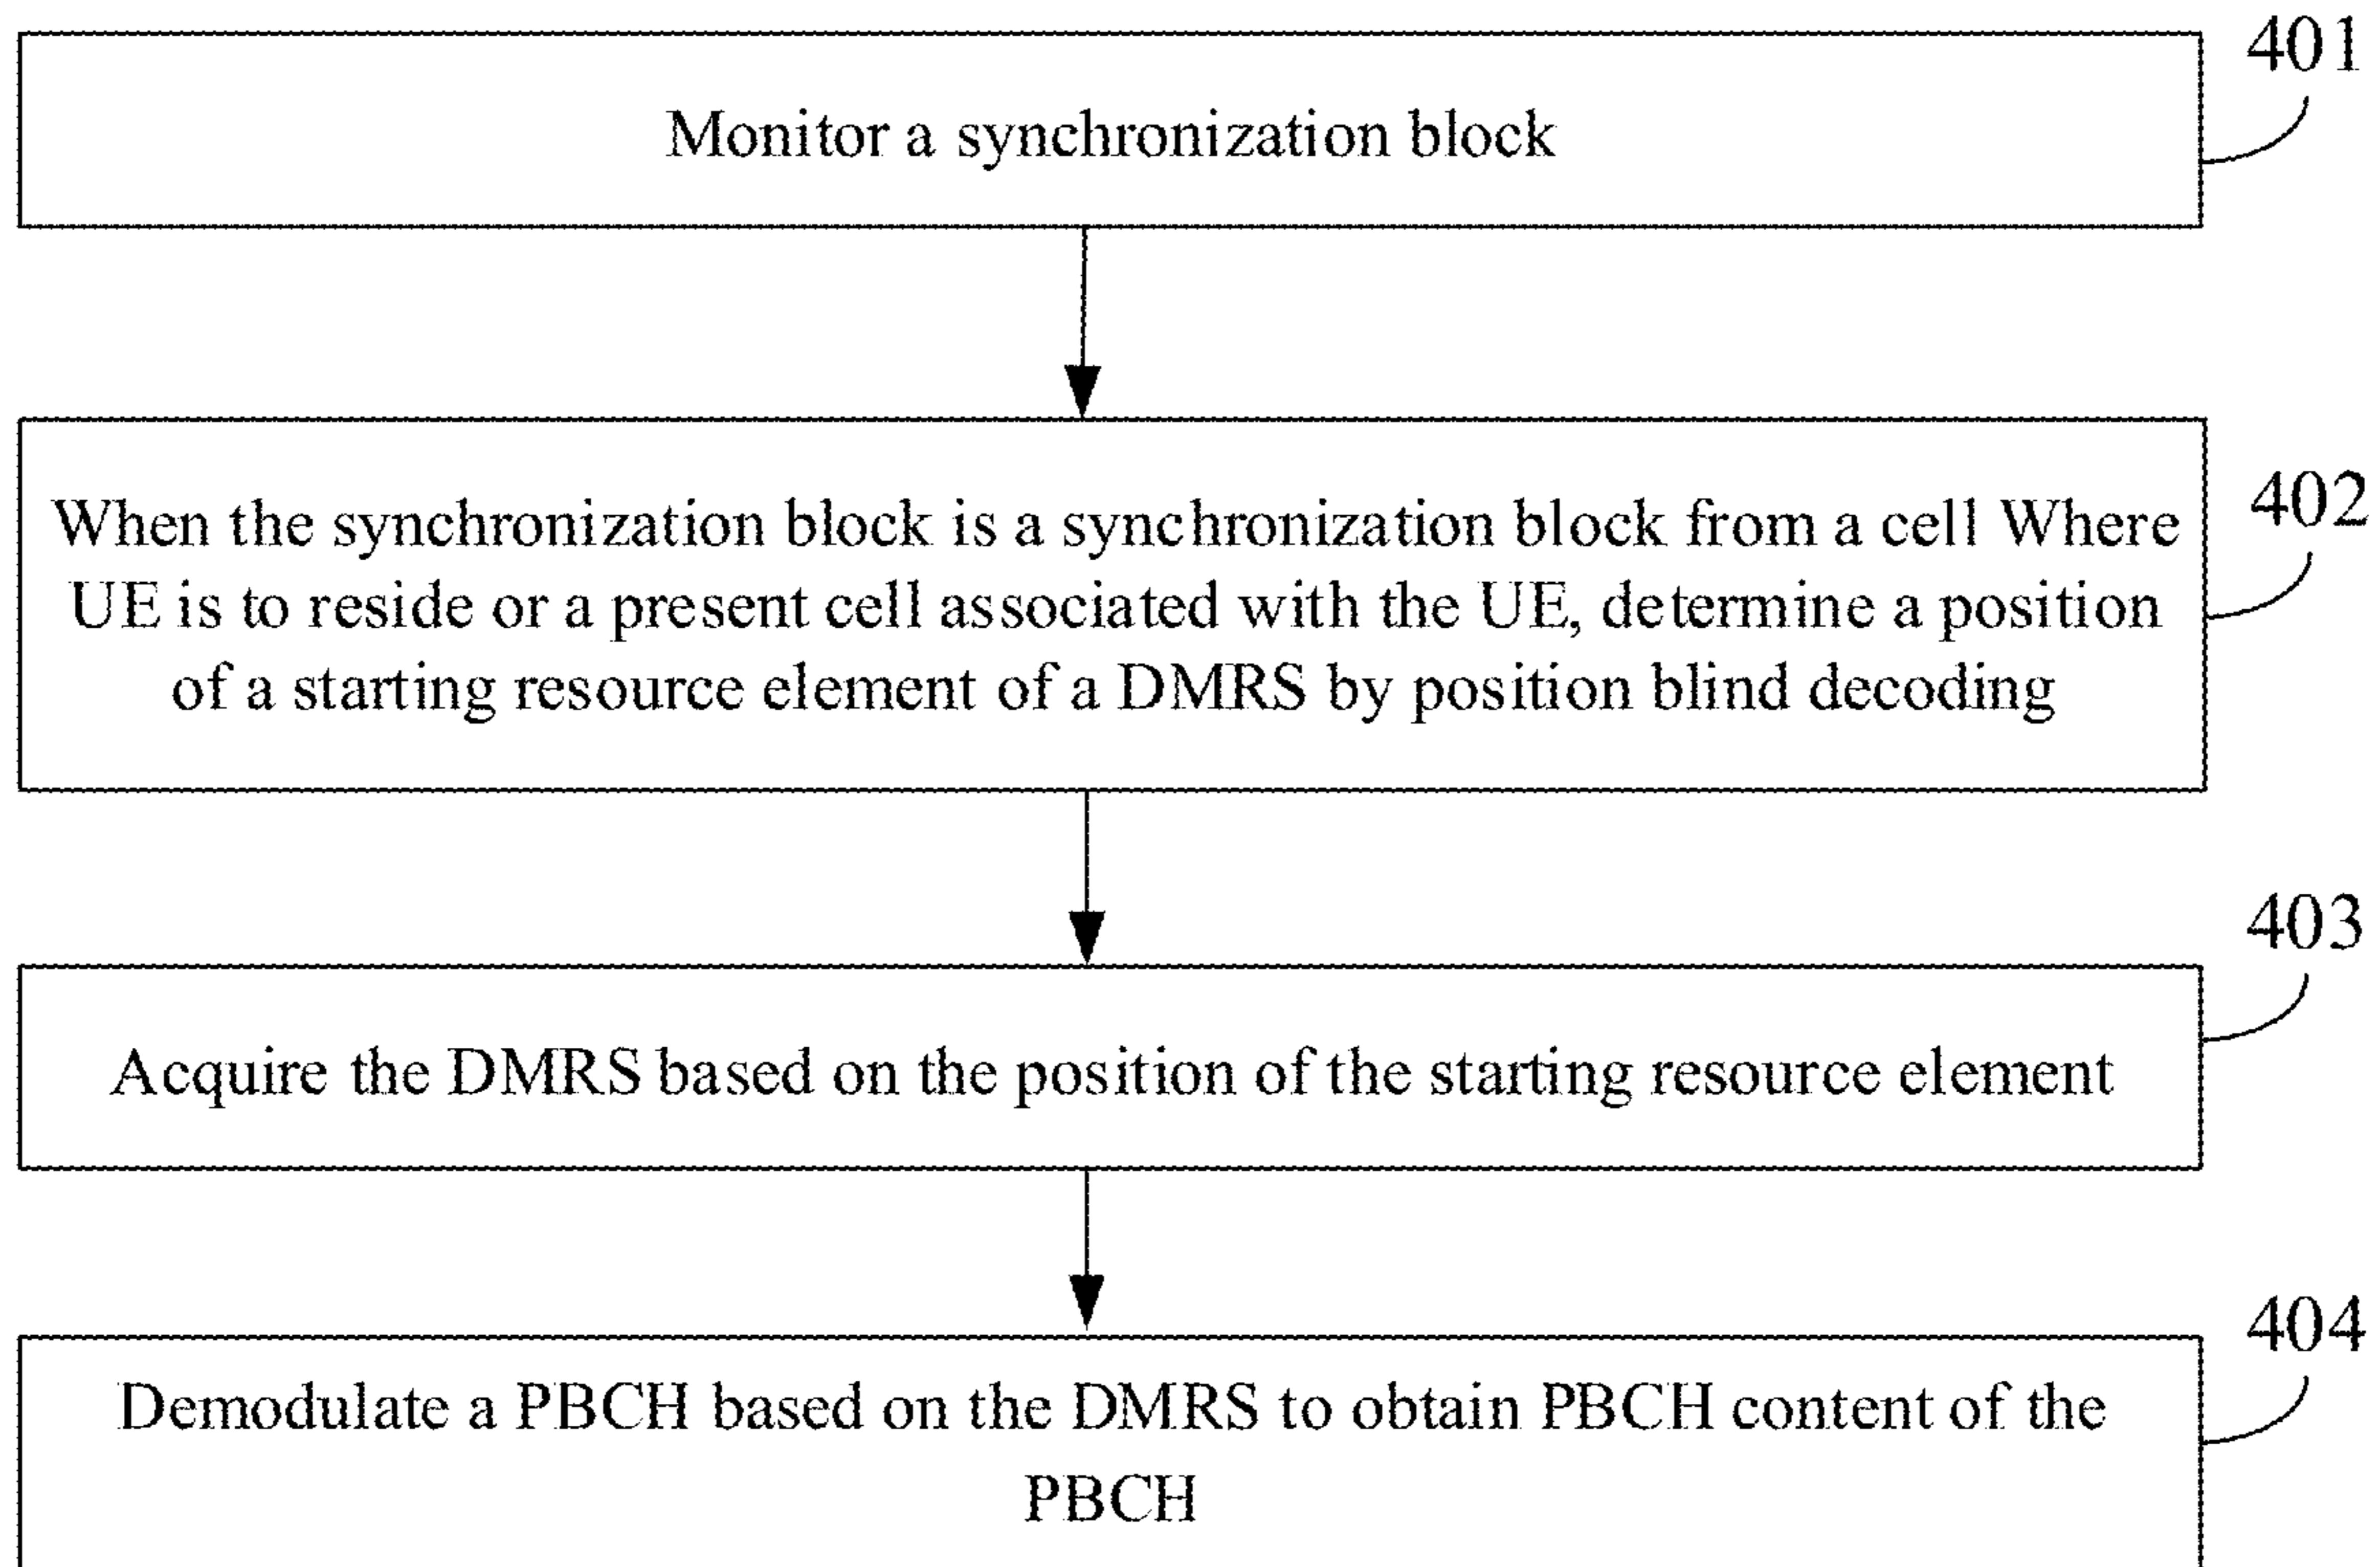 401
Monitor a synchronization block
402
When the synchronization block is a synchronization block from a cell Where
UE is to reside or a present cell associated with the UE, determine a position
of a starting resource element of a DMRS by position blind decoding
403
Acquire the DMRS based on the position of the starting resource element
404
Demodulate a PBCH based on the DMRS to obtain PBCH content of the
PBCH